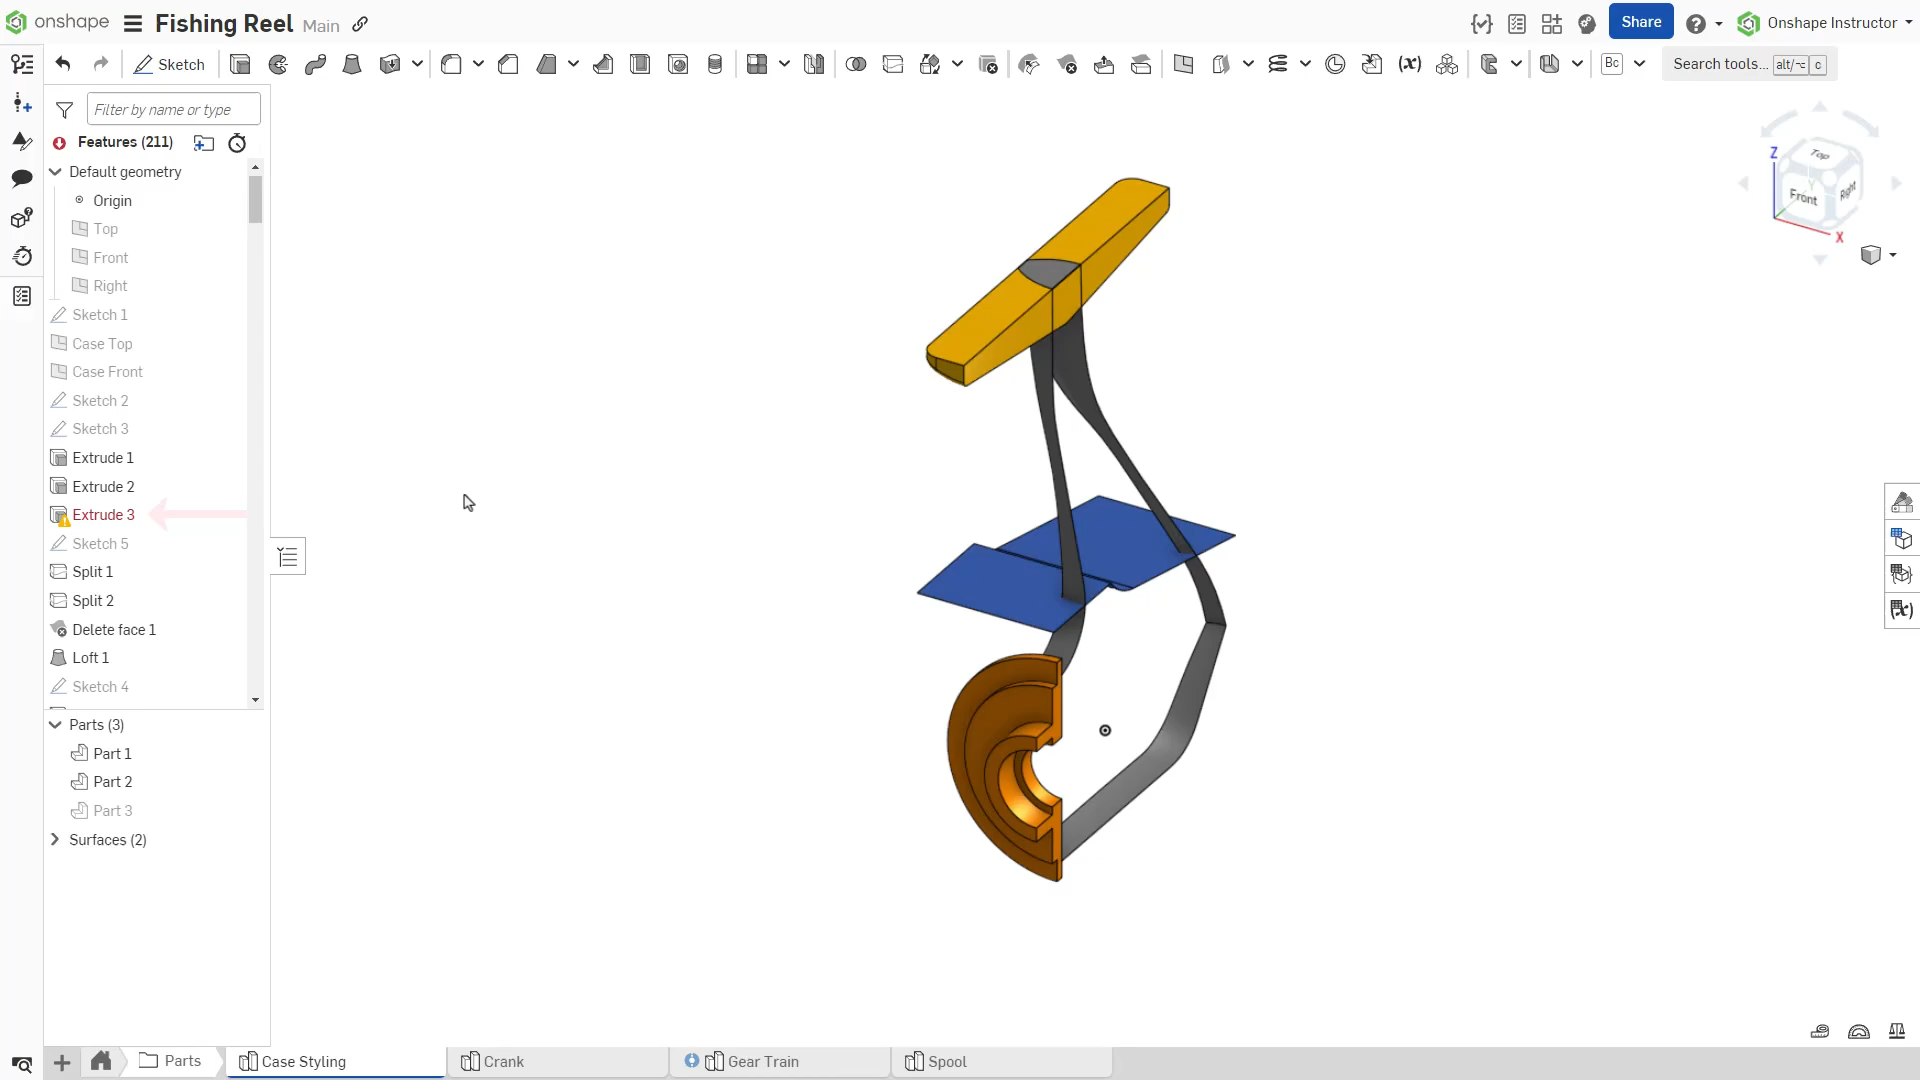 onshape Fishing Reel Main Share Onshape Instructor
Sketch Bc Search tools... alt/⌥ c
Filter by name or type
Features (211)
Default geometry
Origin
Top
Front
Right
Sketch 1
Case Top
Case Front
Sketch 2
Sketch 3
Extrude 1
Extrude 2
Extrude 3
Sketch 5
Split 1
Split 2
Delete face 1
Loft 1
Sketch 4
Parts (3)
Part 1
Part 2
Part 3
Surfaces (2)
Z
Top
Y
Front
Right
X
Parts Case Styling Crank Gear Train Spool